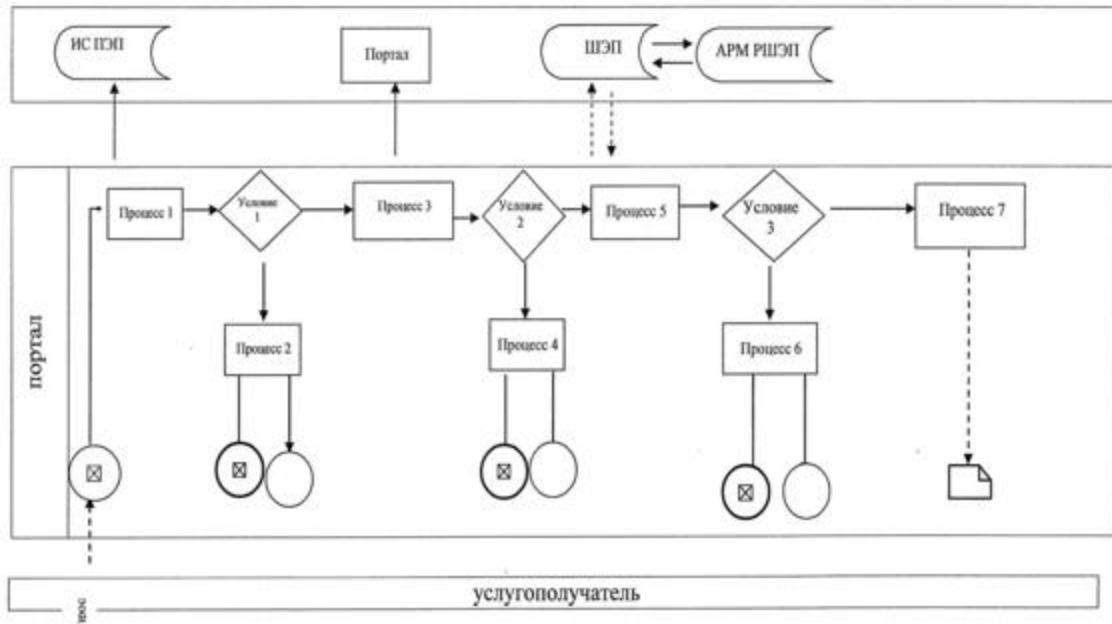 ИС ПЭП
Портал
ШЭП
АРМ РШЭП
Процесс 1
Условие
1
Процесс 3
Условие
2
Процесс 5
Условие
3
Процесс 7
Процесс 2
Процесс 4
Процесс 6
портал
услугополучатель